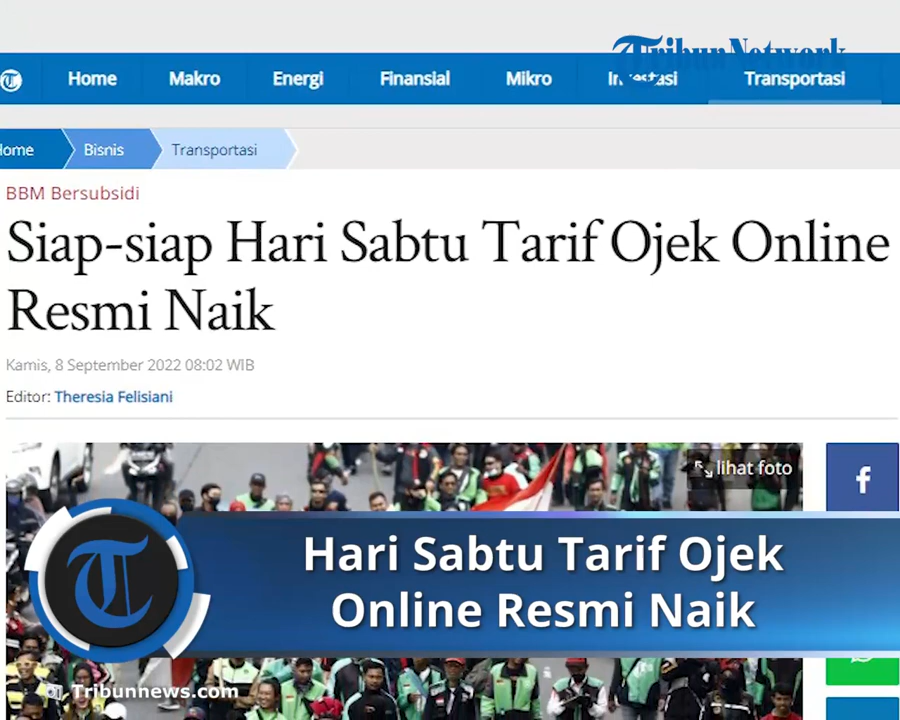 TribunNetwork
Home Makro Energi Finansial Mikro Investasi Transportasi
Home Bisnis Transportasi
BBM Bersubsidi
Siap-siap Hari Sabtu Tarif Ojek Online
Resmi Naik
Kamis, 8 September 2022 08:02 WIB
Editor: Theresia Felisiani
lihat foto
Hari Sabtu Tarif Ojek
Online Resmi Naik
Tribunnews.com